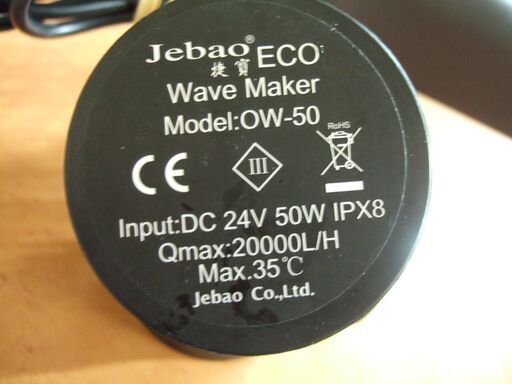 Jebao® ECO
捷寶
Wave Maker
Model:OW-50
CE III RoHS
Input:DC 24V 50W IPX8
Qmax:20000L/H
Max.35℃
Jebao Co.,Ltd.